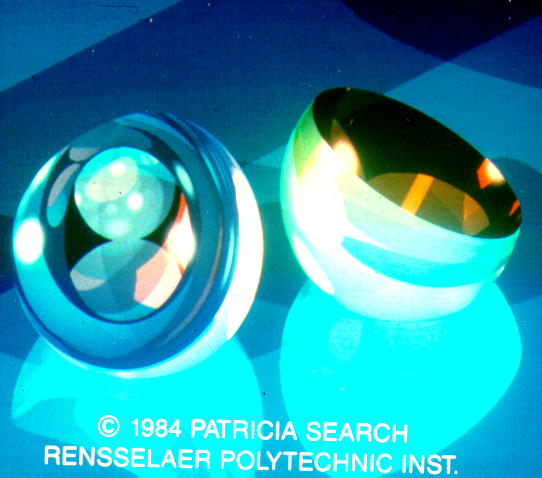 © 1984 PATRICIA SEARCH
RENSSELAER POLYTECHNIC INST.